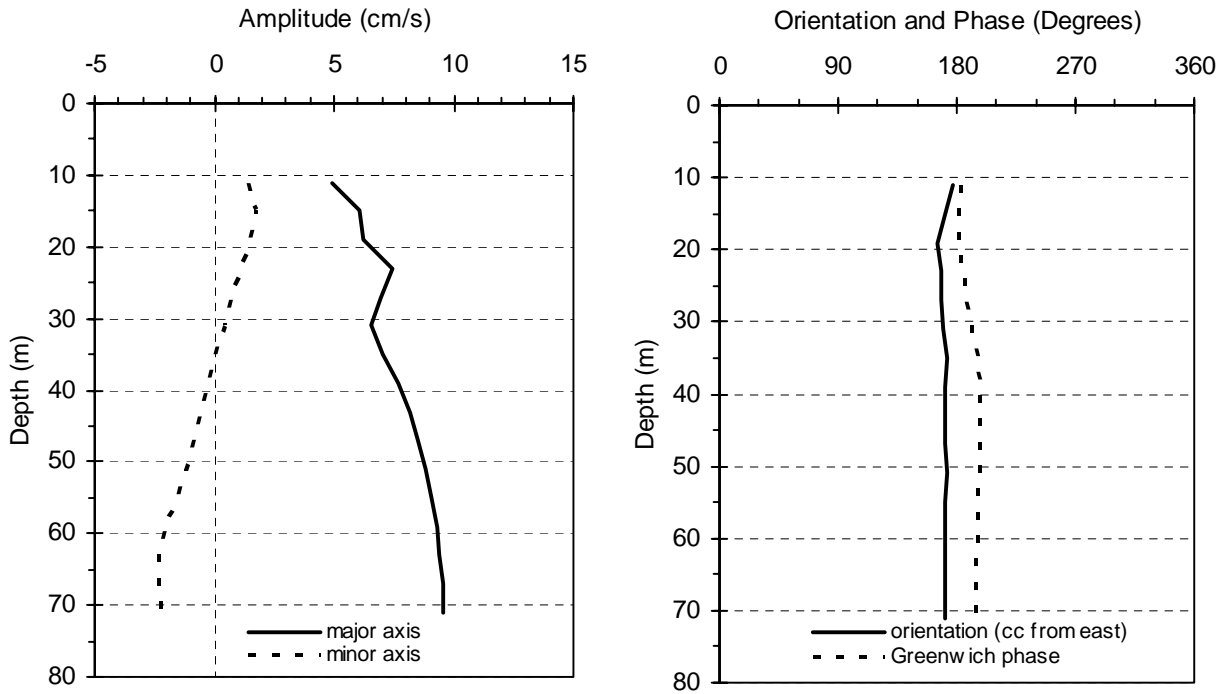 Amplitude (cm/s)
-5 0 5 10 15
0
10
20
30
40
50
60
70
80
Depth (m)
major axis
minor axis
Orientation and Phase (Degrees)
0 90 180 270 360
0
10
20
30
40
50
60
70
80
Depth (m)
orientation (cc from east)
Greenwich phase